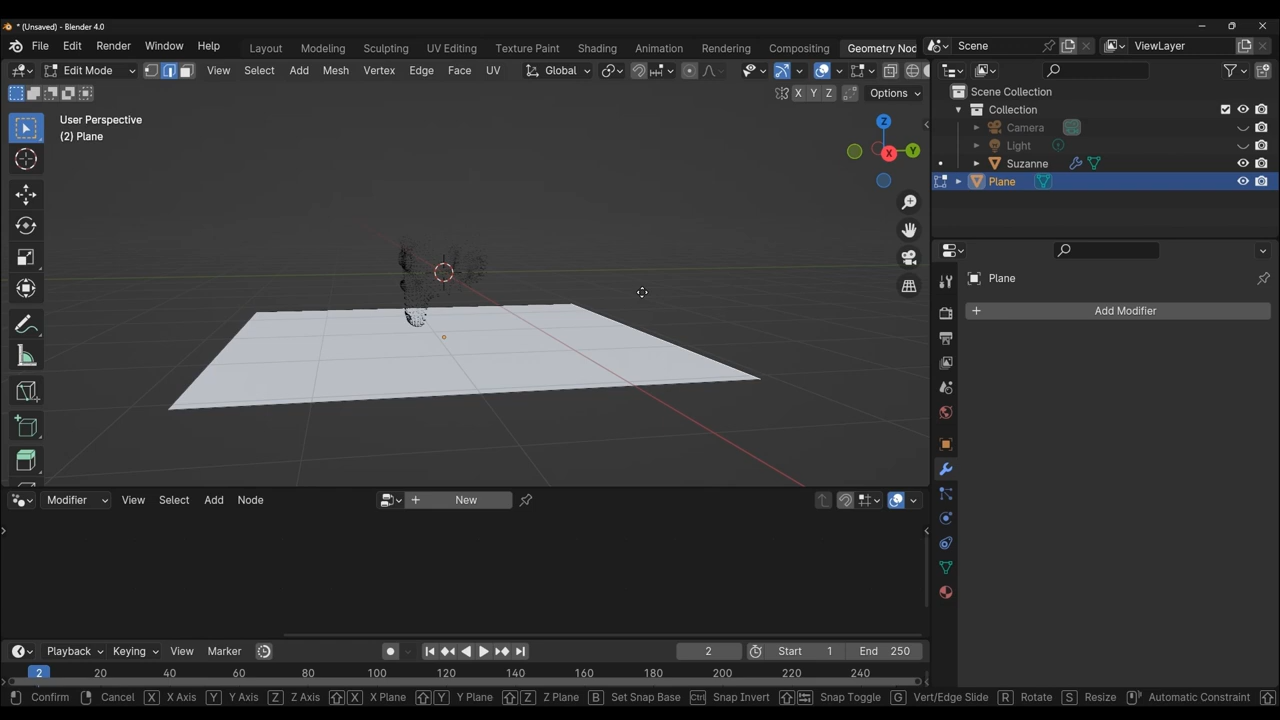 * (Unsaved) - Blender 4.0
File Edit Render Window Help Layout Modeling Sculpting UV Editing Texture Paint Shading Animation Rendering Compositing Geometry Nod Scene ViewLayer
Edit Mode View Select Add Mesh Vertex Edge Face UV Global
X Y Z Options
User Perspective
(2) Plane
Z
X Y
Scene Collection
Collection
Camera
Light
Suzanne
Plane
Plane
+ Add Modifier
Modifier View Select Add Node + New
Playback Keying View Marker 2 Start 1 End 250
2 20 40 60 80 100 120 140 160 180 200 220 240
Confirm Cancel X X Axis Y Y Axis Z Z Axis X X Plane Y Y Plane Z Z Plane B Set Snap Base Ctrl Snap Invert Snap Toggle G Vert/Edge Slide R Rotate S Resize Automatic Constraint